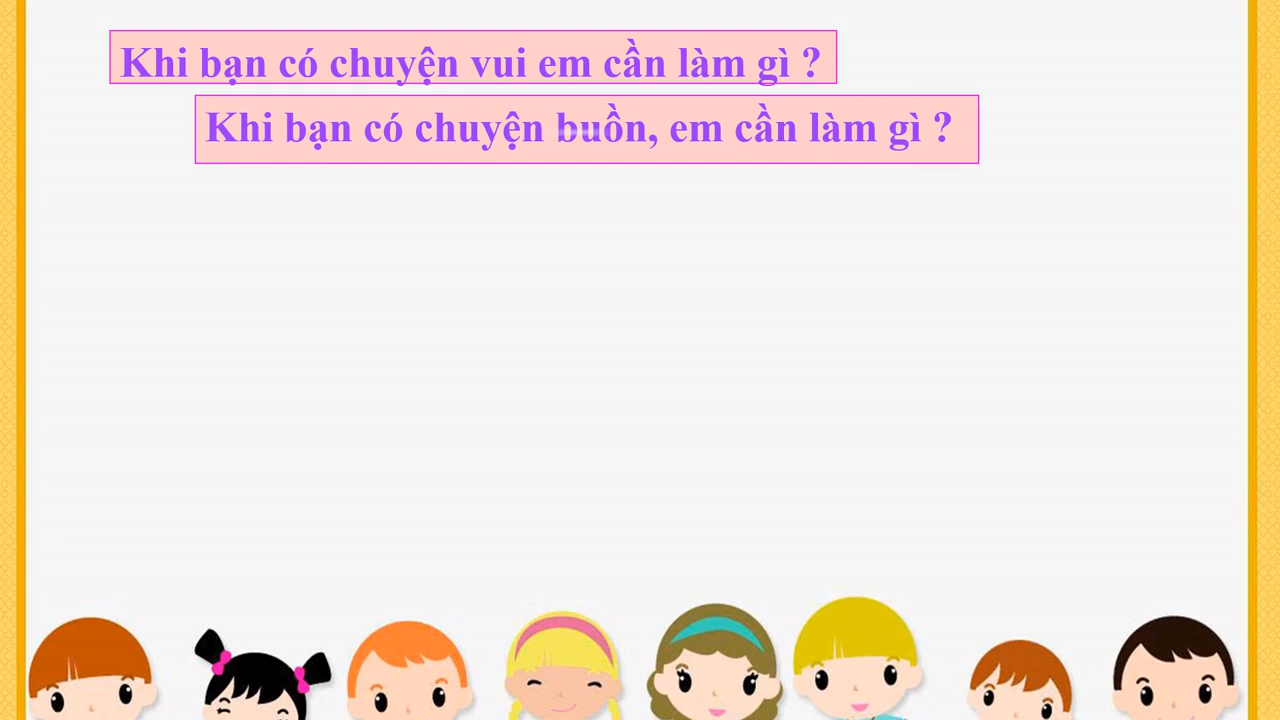 Khi bạn có chuyện vui em cần làm gì ?
Khi bạn có chuyện buồn, em cần làm gì ?